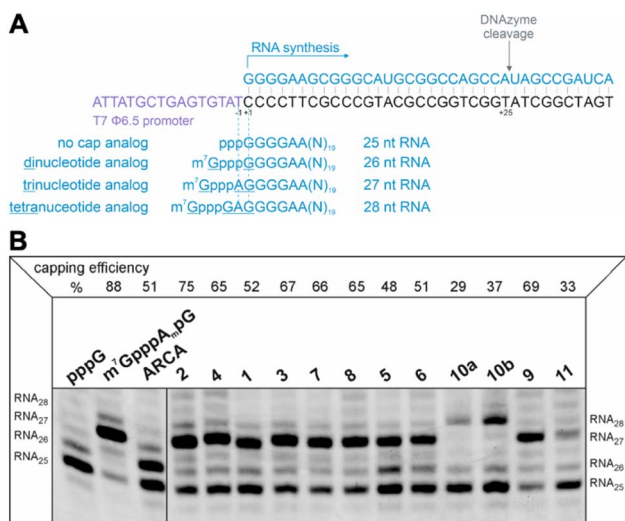 A
DNAzyme
cleavage
RNA synthesis
GGGGAAGCGGGCAUGCGGCCAGCCAUAGCCGAUCA
ATTATGCTGAGTGTATCCCCTTCGCCCGTACGCCGGTCGGTATCGGCTAGT
T7 Φ6.5 promoter
-1 +1
+25
no cap analog pppGGGGAA(N)19 25 nt RNA
dinucleotide analog m7GpppGGGGAA(N)19 26 nt RNA
trinucleotide analog m7GpppAGGGGAA(N)19 27 nt RNA
tetranuceotide analog m7GpppGAGGGGAA(N)19 28 nt RNA
B
capping efficiency
% 88 51 75 65 52 67 66 65 48 51 29 37 69 33
pppG m7GpppAmpG ARCA 2 4 1 3 7 8 5 6 10a 10b 9 11
RNA28
RNA27
RNA26
RNA25
RNA28
RNA27
RNA26
RNA25